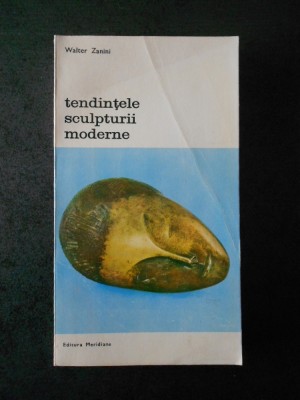 Walter Zanini
tendințele
sculpturii
moderne
Editura Meridiane